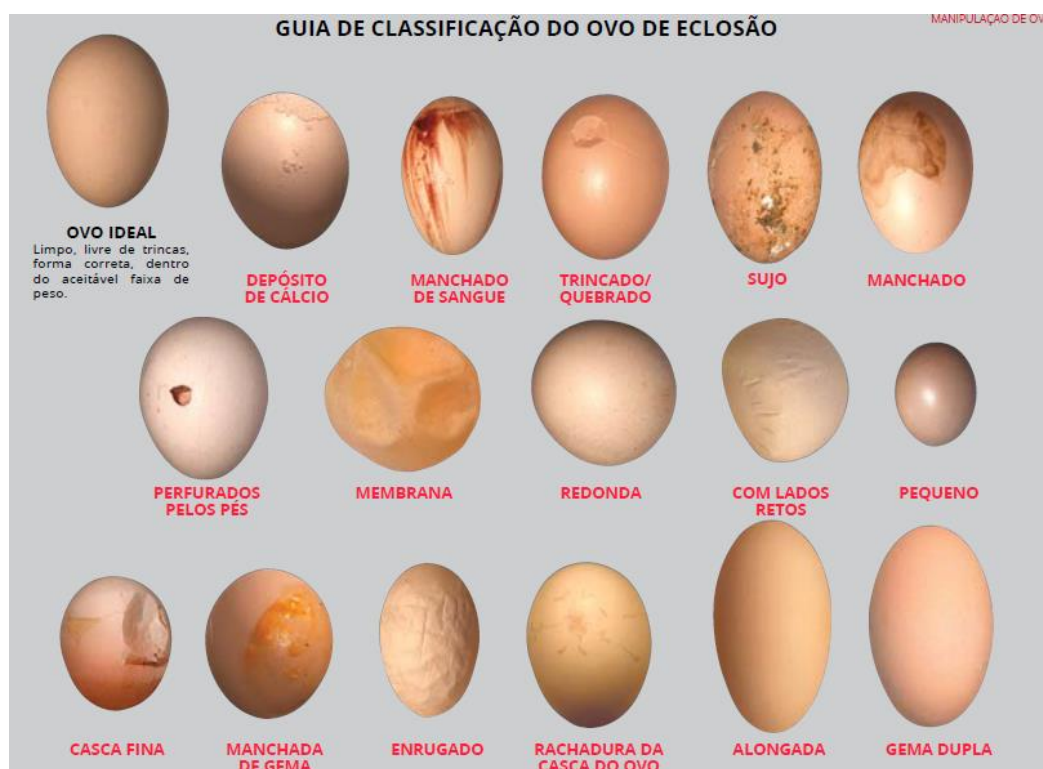 MANIPULAÇÃO DE OV
GUIA DE CLASSIFICAÇÃO DO OVO DE ECLOSÃO
OVO IDEAL
Limpo, livre de trincas,
forma correta, dentro
do aceitável faixa de
peso.
DEPÓSITO
DE CÁLCIO
MANCHADO
DE SANGUE
TRINCADO/
QUEBRADO
SUJO
MANCHADO
PERFURADOS
PELOS PÉS
MEMBRANA
REDONDA
COM LADOS
RETOS
PEQUENO
CASCA FINA
MANCHADA
DE GEMA
ENRUGADO
RACHADURA DA
CASCA DO OVO
ALONGADA
GEMA DUPLA